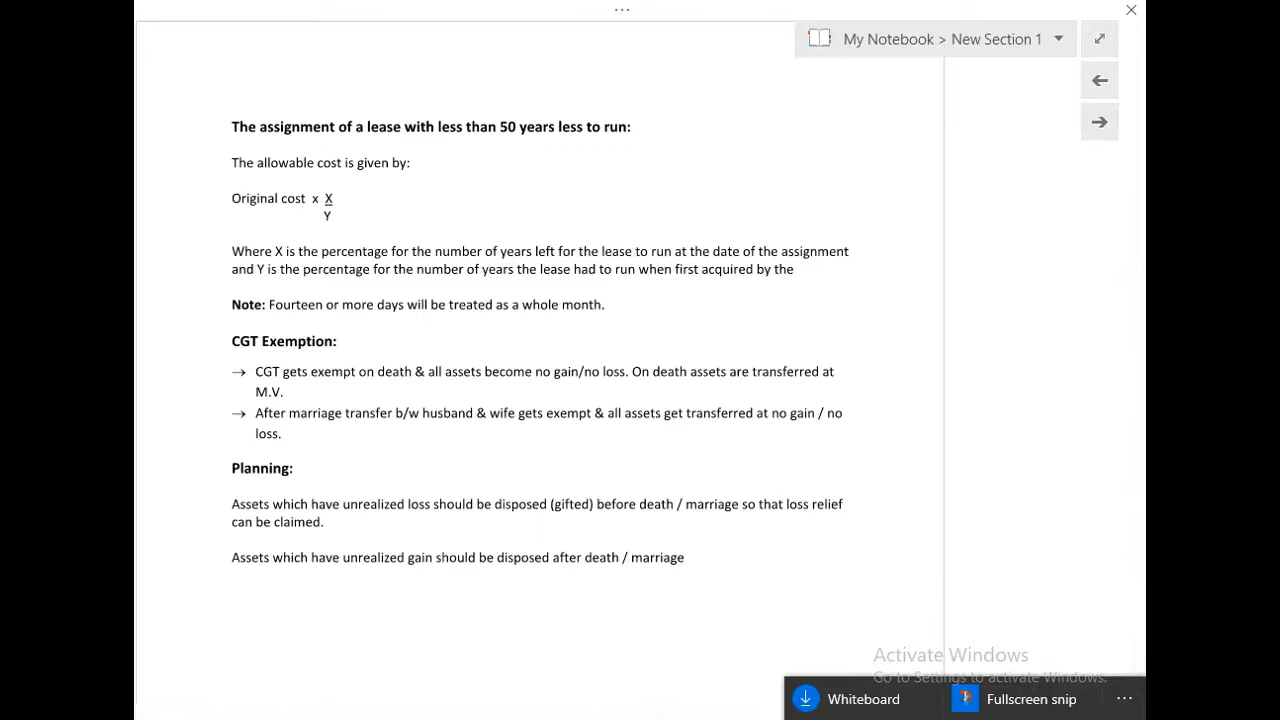 ...
My Notebook > New Section 1
The assignment of a lease with less than 50 years less to run:
The allowable cost is given by:
Original cost x X
Y
Where X is the percentage for the number of years left for the lease to run at the date of the assignment
and Y is the percentage for the number of years the lease had to run when first acquired by the
Note: Fourteen or more days will be treated as a whole month.
CGT Exemption:
→ CGT gets exempt on death & all assets become no gain/no loss. On death assets are transferred at
M.V.
→ After marriage transfer b/w husband & wife gets exempt & all assets get transferred at no gain / no
loss.
Planning:
Assets which have unrealized loss should be disposed (gifted) before death / marriage so that loss relief
can be claimed.
Assets which have unrealized gain should be disposed after death / marriage
Activate Windows
Go to Settings to activate Windows.
Whiteboard Fullscreen snip ...